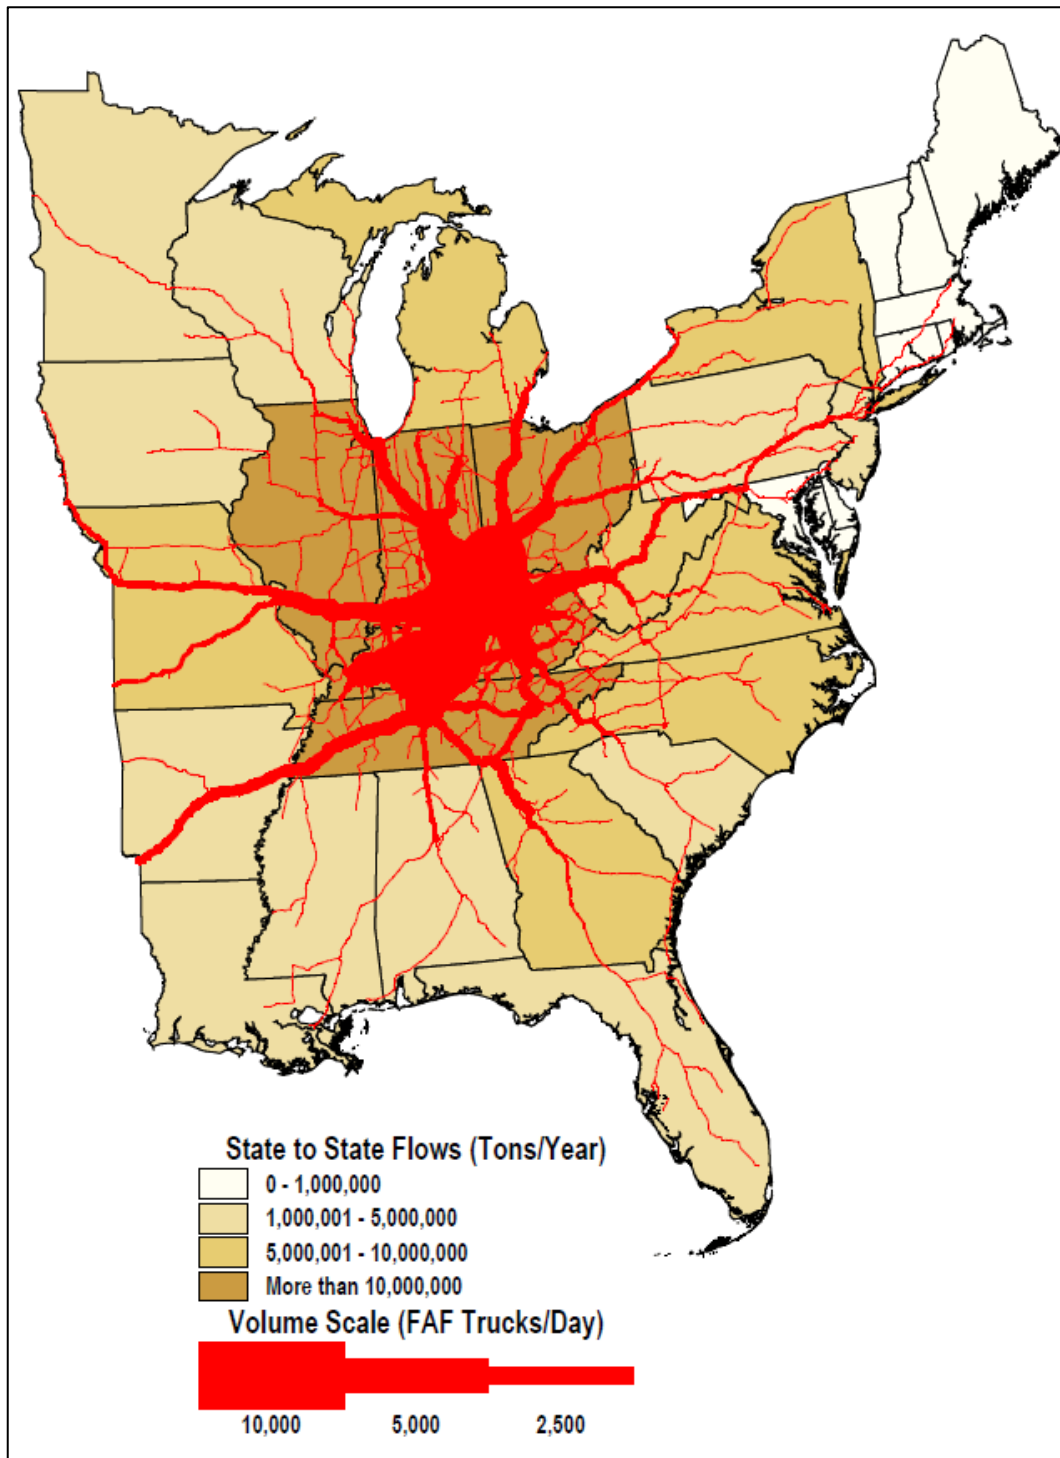 State to State Flows (Tons/Year)
0 - 1,000,000
1,000,001 - 5,000,000
5,000,001 - 10,000,000
More than 10,000,000
Volume Scale (FAF Trucks/Day)
10,000 5,000 2,500